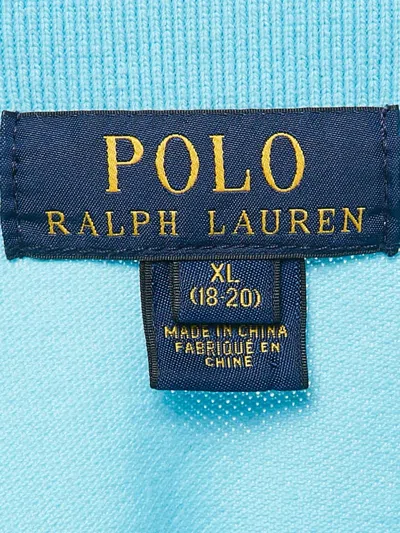 POLO
RALPH LAUREN
XL
(18-20)
MADE IN CHINA
FABRIQUÉ EN
CHINE